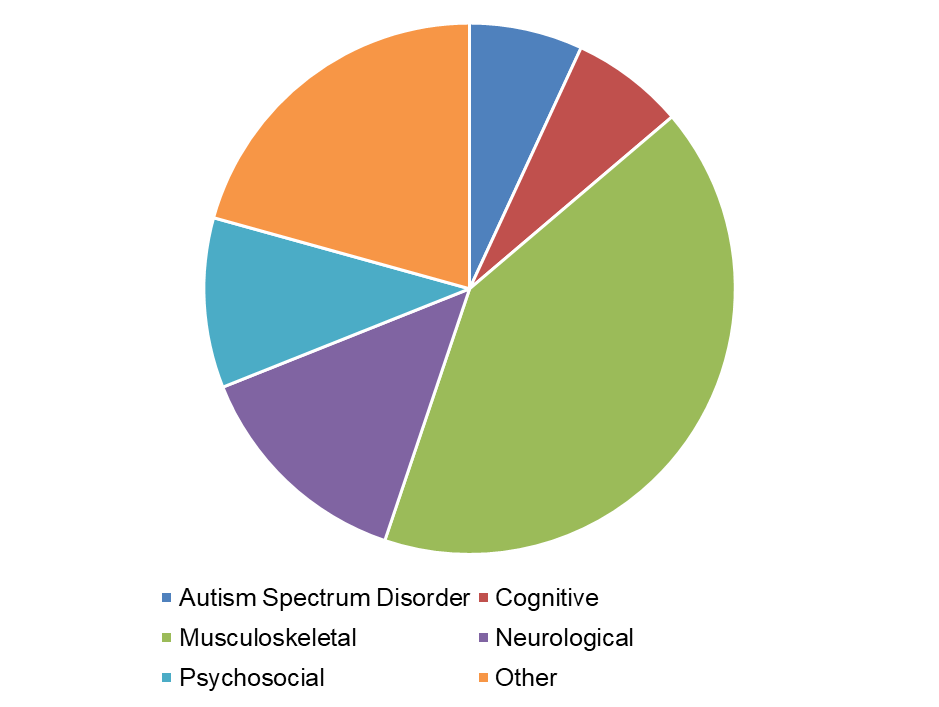 Autism Spectrum Disorder Cognitive
Musculoskeletal Neurological
Psychosocial Other